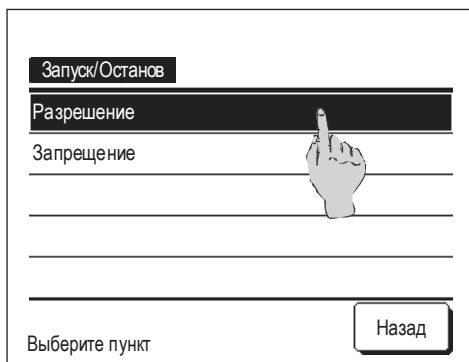 Запуск/Останов
Разрешение
Запрещение
Выберите пункт
Назад